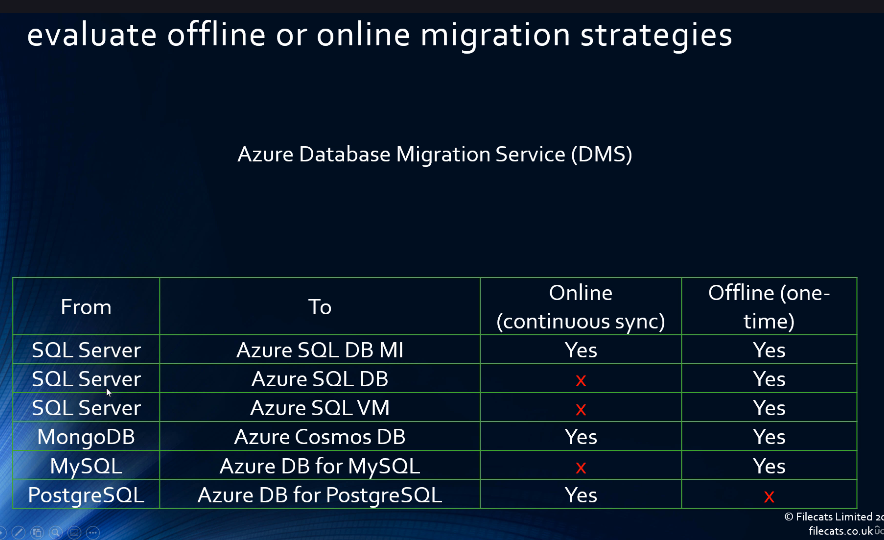 evaluate offline or online migration strategies
Azure Database Migration Service (DMS)
From To Online (continuous sync) Offline (one-time)
SQL Server Azure SQL DB MI Yes Yes
SQL Server Azure SQL DB x Yes
SQL Server Azure SQL VM x Yes
MongoDB Azure Cosmos DB Yes Yes
MySQL Azure DB for MySQL x Yes
PostgreSQL Azure DB for PostgreSQL Yes x
© Filecats Limited
filecats.co.uk